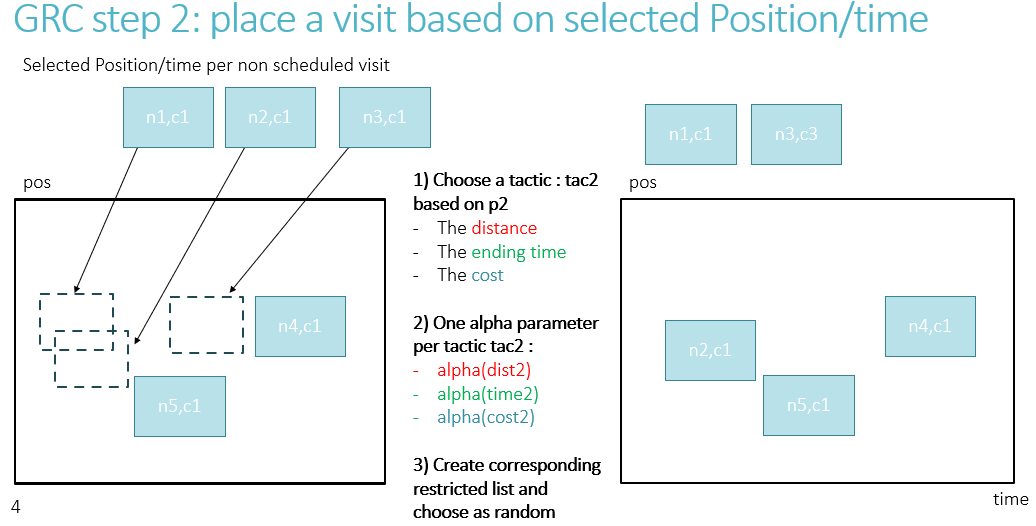 GRC step 2: place a visit based on selected Position/time
Selected Position/time per non scheduled visit
n1,c1
n2,c1
n3,c1
n1,c1
n3,c3
pos
1) Choose a tactic : tac2
based on p2
- The distance
- The ending time
- The cost
2) One alpha parameter
per tactic tac2 :
- alpha(dist2)
- alpha(time2)
- alpha(cost2)
3) Create corresponding
restricted list and
choose as random
pos
n4,c1
n5,c1
n4,c1
n2,c1
n5,c1
time
4